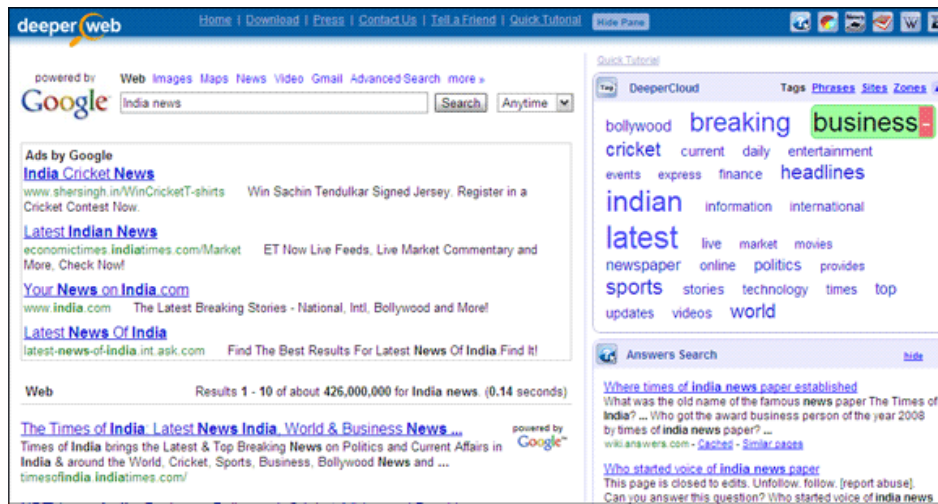 deeper web
Home | Download | Press | Contact Us | Tell a Friend | Quick Tutorial
Hide Pane
W
powered by
Google
Web Images Maps News Video Gmail Advanced Search more »
India news
Search
Anytime
Ads by Google
India Cricket News
www.shersingh.in/WinCricketT-shirts Win Sachin Tendulkar Signed Jersey. Register in a
Cricket Contest Now.
Latest Indian News
economictimes.indiatimes.com/Market ET Now Live Feeds, Live Market Commentary and
More, Check Now!
Your News on India.com
www.india.com The Latest Breaking Stories - National, Intl, Bollywood and More!
Latest News Of India
latest-news-of-india.int.ask.com Find The Best Results For Latest News Of India.Find It!
Web Results 1 - 10 of about 426,000,000 for India news. (0.14 seconds)
The Times of India: Latest News India, World & Business News ...
powered by
Google™
Times of India brings the Latest & Top Breaking News on Politics and Current Affairs in
India & around the World, Cricket, Sports, Business, Bollywood News and ...
timesofindia.indiatimes.com/
Quick Tutorial
Tag DeeperCloud Tags Phrases Sites Zones
bollywood breaking business -
cricket current daily entertainment
events express finance headlines
indian information international
latest live market movies
newspaper online politics provides
sports stories technology times top
updates videos world
Answers Search hide
Where times of india news paper established
What was the old name of the famous news paper The Times of
India? ... Who got the award business person of the year 2008
by times of india news paper? ...
wiki.answers.com - Cached - Similar pages
Who started voice of india news paper
This page is closed to edits. Unfollow. follow. [report abuse].
Can you answer this question? Who started voice of india news